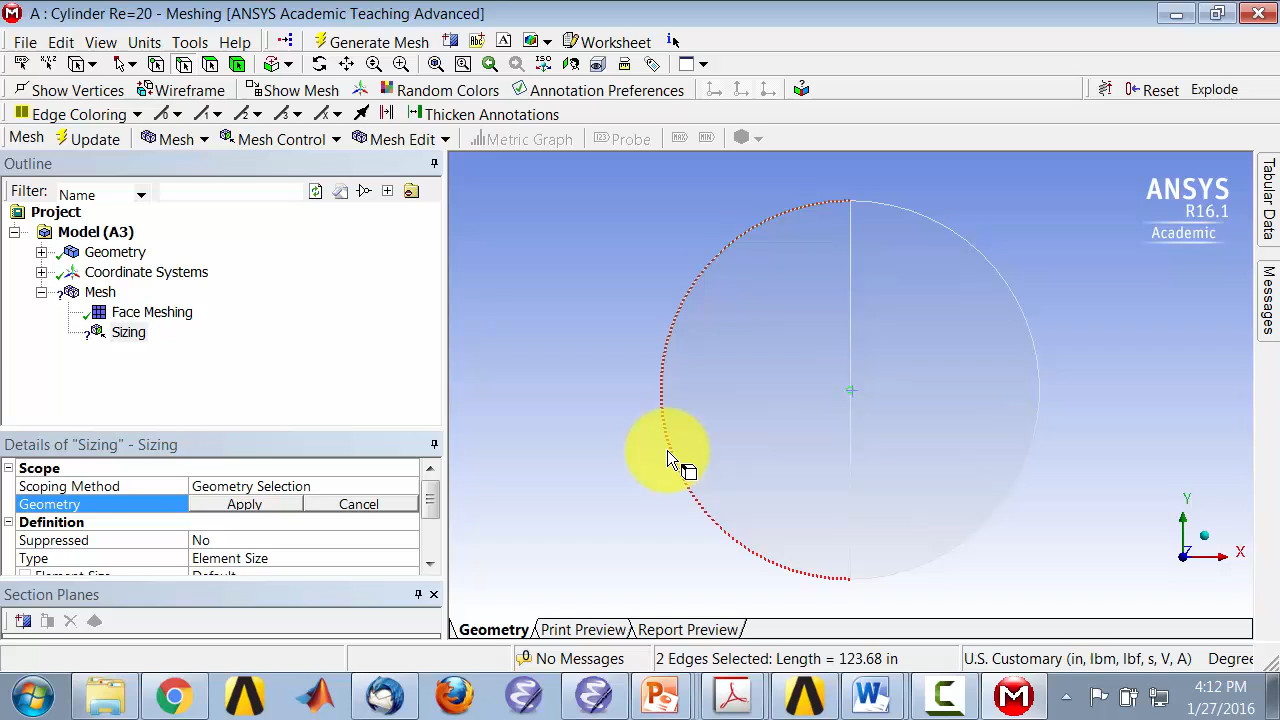 A : Cylinder Re=20 - Meshing [ANSYS Academic Teaching Advanced]
File Edit View Units Tools Help Generate Mesh Worksheet
Show Vertices Wireframe Show Mesh Random Colors Annotation Preferences Reset Explode
Edge Coloring Thicken Annotations
Mesh Update Mesh Mesh Control Mesh Edit Metric Graph Probe
Outline
Filter: Name
Project
Model (A3)
Geometry
Coordinate Systems
Mesh
Face Meshing
Sizing
ANSYS
R16.1
Academic
Tabular Data
Messages
Details of "Sizing" - Sizing
Scope
Scoping Method Geometry Selection
Geometry Apply Cancel
Definition
Suppressed No
Type Element Size
Element Size Default
Section Planes
Y
X
Z
Geometry Print Preview Report Preview
0 No Messages 2 Edges Selected: Length = 123.68 in U.S. Customary (in, lbm, lbf, s, V, A) Degree
4:12 PM
1/27/2016